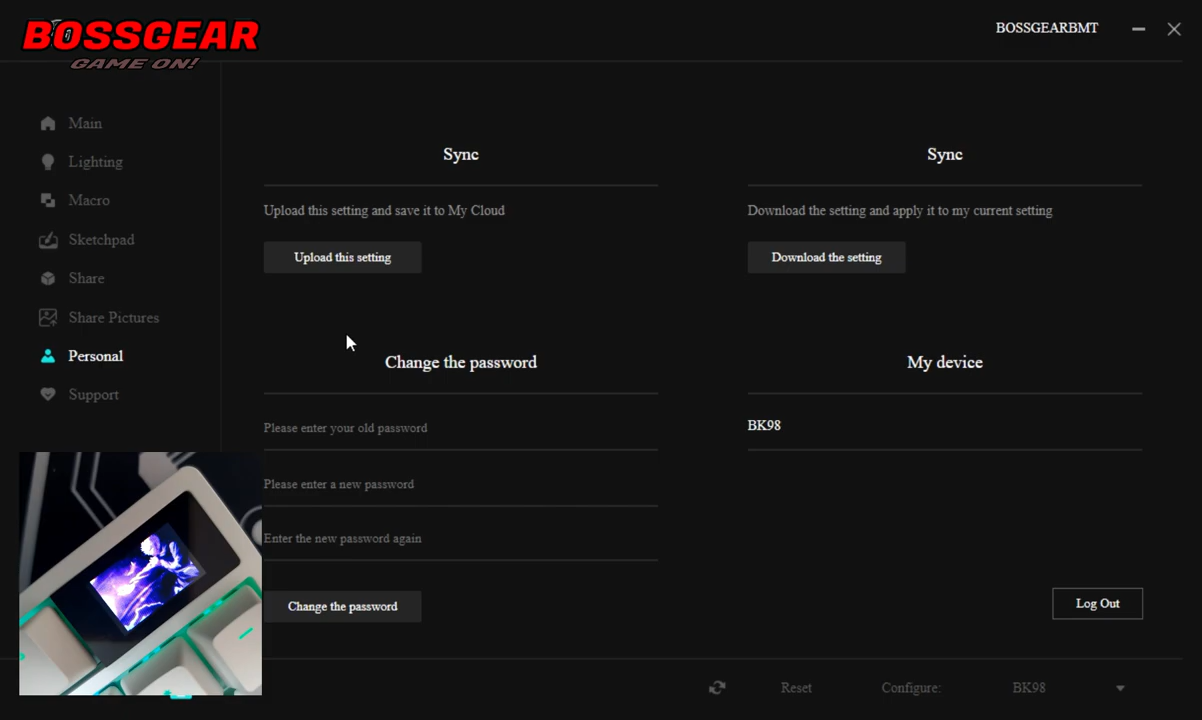 BOSSGEAR
GAME ON!
BOSSGEARBMT
Main
Lighting
Macro
Sketchpad
Share
Share Pictures
Personal
Support
Sync
Upload this setting and save it to My Cloud
Upload this setting
Sync
Download the setting and apply it to my current setting
Download the setting
Change the password
Please enter your old password
Please enter a new password
Enter the new password again
Change the password
My device
BK98
Log Out
Reset
Configure:
BK98